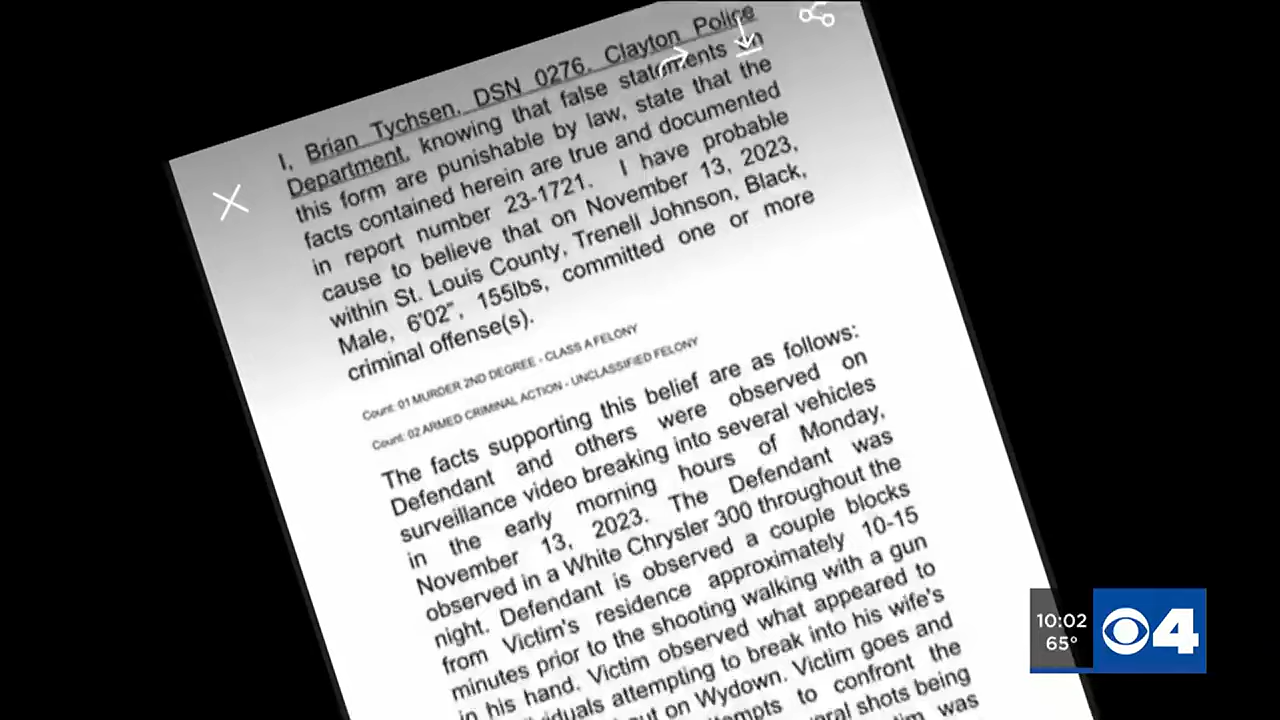 I, Brian Tychsen, DSN 0276, Clayton Police
Department, knowing that false statements on
this form are punishable by law, state that the
facts contained herein are true and documented
in report number 23-1721. I have probable
cause to believe that on November 13, 2023,
within St. Louis County, Trenell Johnson, Black,
Male, 6'02", 155lbs, committed one or more
criminal offense(s).
Count: 01 MURDER 2ND DEGREE - CLASS A FELONY
Count: 02 ARMED CRIMINAL ACTION - UNCLASSIFIED FELONY
The facts supporting this belief are as follows:
Defendant and others were observed on
surveillance video breaking into several vehicles
in the early morning hours of Monday,
November 13, 2023. The Defendant was
observed in a White Chrysler 300 throughout the
night. Defendant is observed a couple blocks
from Victim's residence approximately 10-15
minutes prior to the shooting walking with a gun
in his hand. Victim observed what appeared to
attempting to break into his wife's
out on Wydown. Victim goes and
to confront the
shots being
was
10:02
65°
4